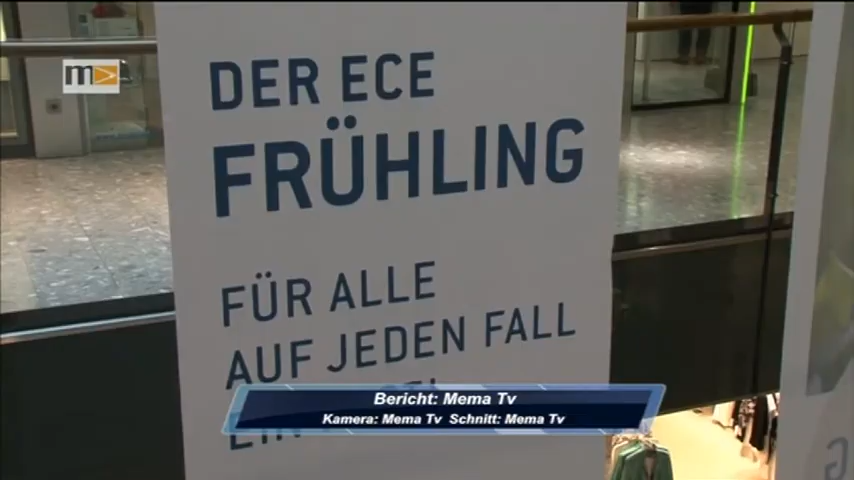 m
DER ECE
FRÜHLING
FÜR ALLE
AUF JEDEN FALL
Bericht: Mema Tv
Kamera: Mema Tv Schnitt: Mema Tv
G